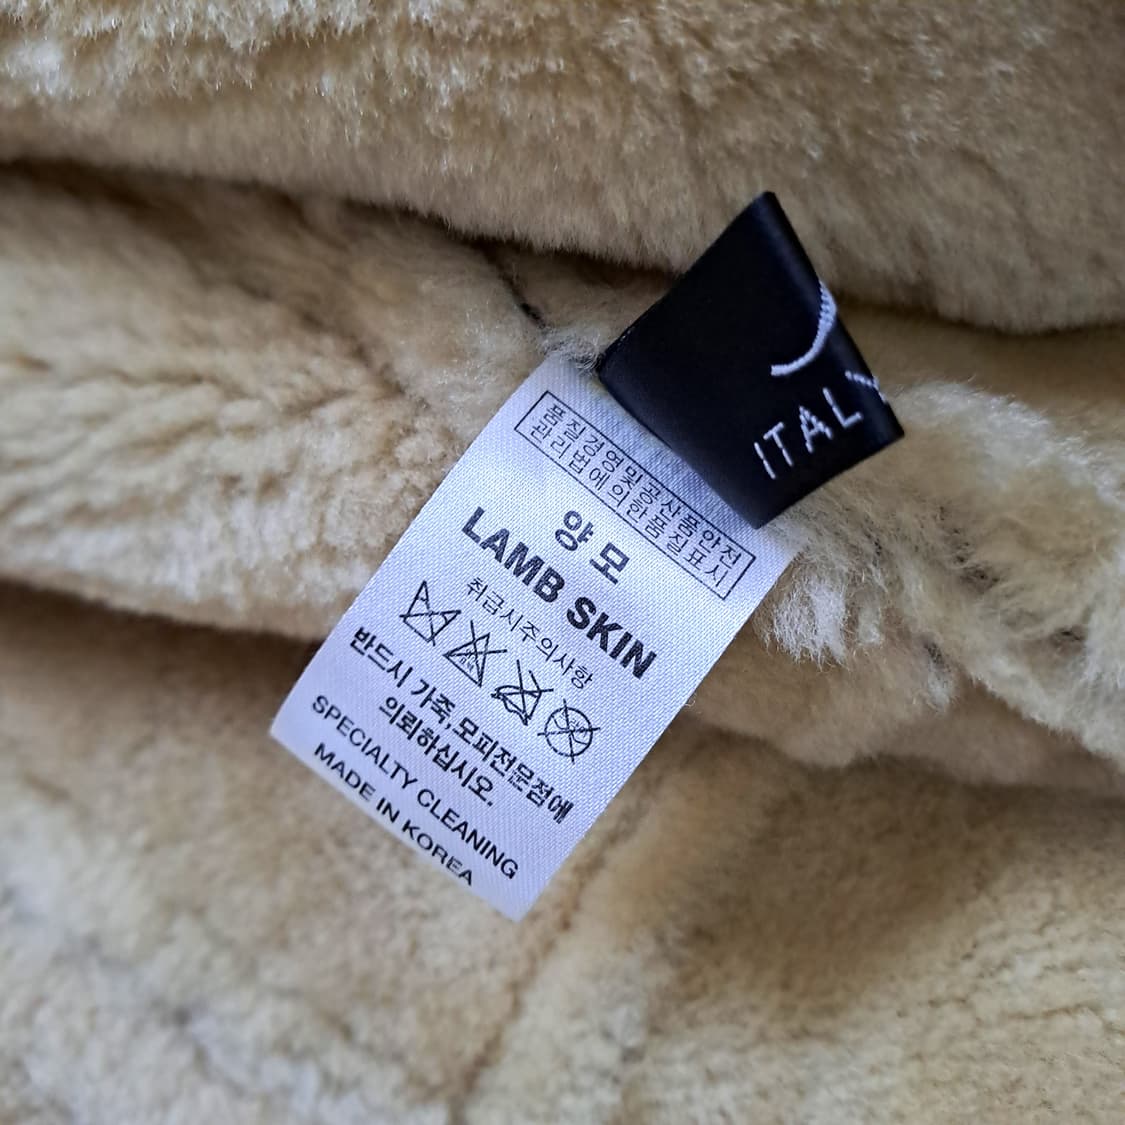 ITALY
품질경영및공산품안전
관리법에 의한품질표시
양모
LAMB SKIN
취급시주의사항
반드시 가죽,모피전문점에
의뢰하십시오.
SPECIALTY CLEANING
MADE IN KOREA